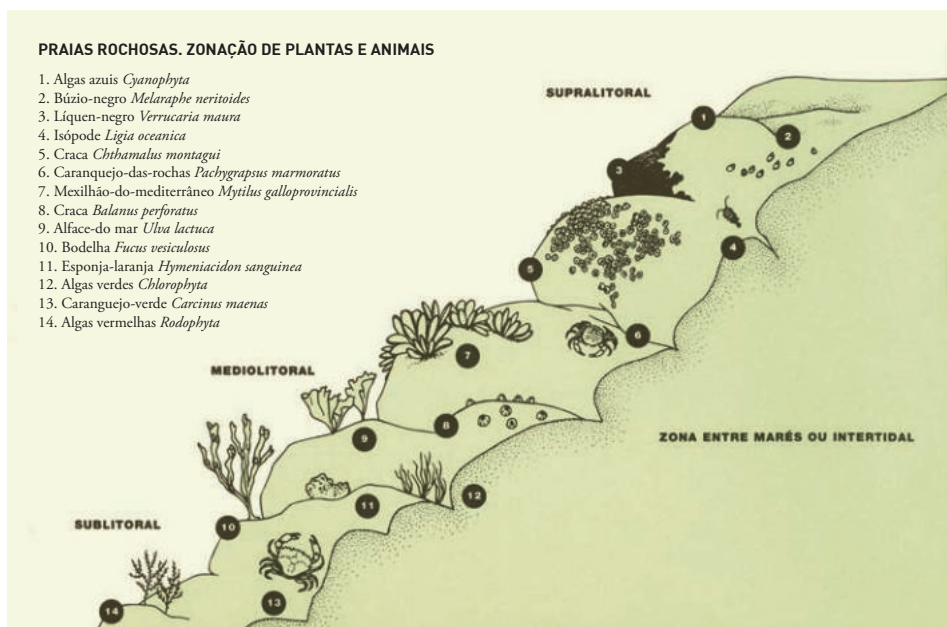 PRAIAS ROCHOSAS. ZONAÇÃO DE PLANTAS E ANIMAIS
1. Algas azuis Cyanophyta
2. Búzio-negro Melaraphe neritoides
3. Líquen-negro Verrucaria maura
4. Isópode Ligia oceanica
5. Craca Chthamalus montagui
6. Caranquejo-das-rochas Pachygrapsus marmoratus
7. Mexilhão-do-mediterrâneo Mytilus galloprovincialis
8. Craca Balanus perforatus
9. Alface-do mar Ulva lactuca
10. Bodelha Fucus vesiculosus
11. Esponja-laranja Hymeniacidon sanguinea
12. Algas verdes Chlorophyta
13. Caranguejo-verde Carcinus maenas
14. Algas vermelhas Rodophyta
SUPRALITORAL
1
2
3
4
5
6
7
MEDIOLITORAL
8
9
ZONA ENTRE MARÉS OU INTERTIDAL
12
11
10
SUBLITORAL
13
14